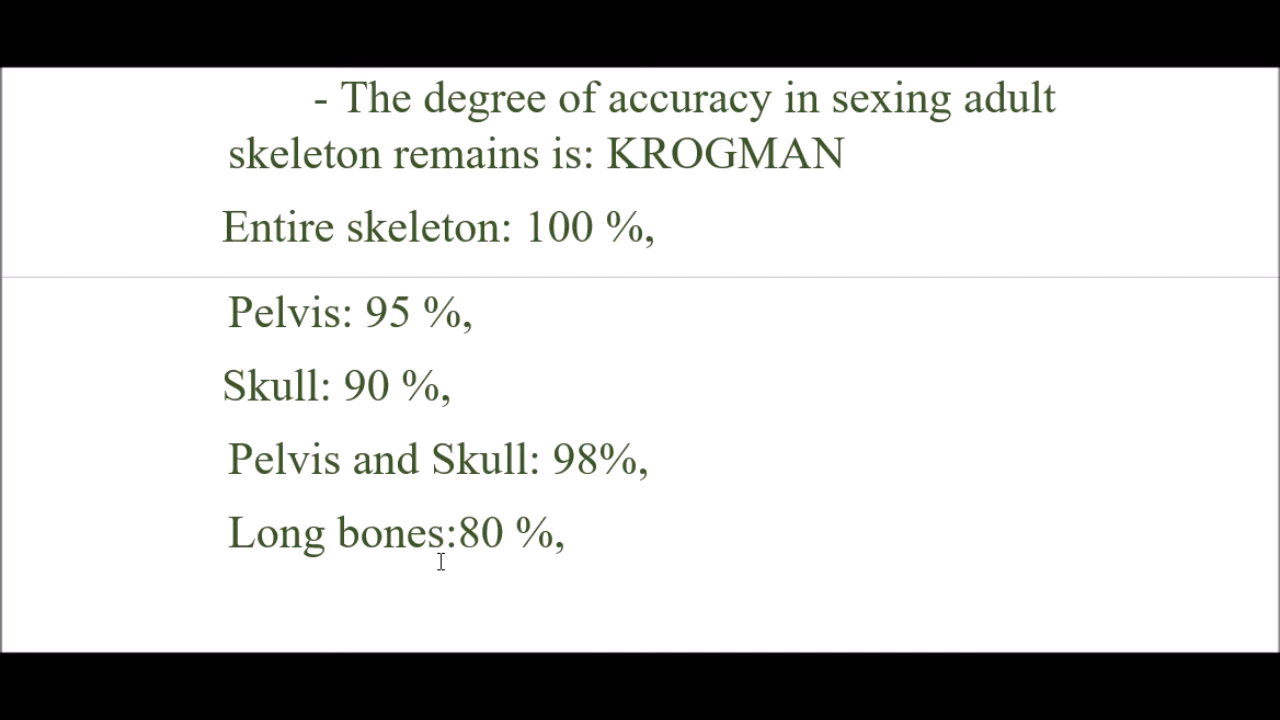 - The degree of accuracy in sexing adult
skeleton remains is: KROGMAN
Entire skeleton: 100 %,
Pelvis: 95 %,
Skull: 90 %,
Pelvis and Skull: 98%,
Long bones:80 %,